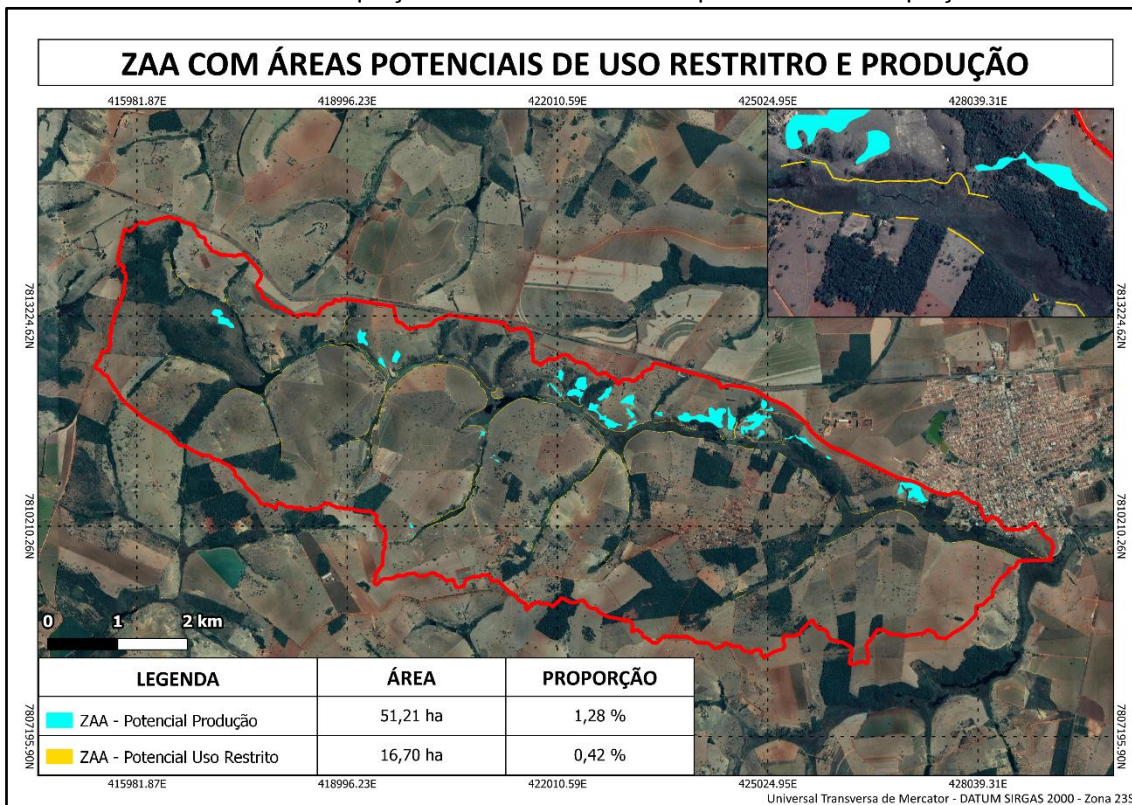 ZAA COM ÁREAS POTENCIAIS DE USO RESTRITRO E PRODUÇÃO
415981.87E 418996.23E 422010.59E 425024.95E 428039.31E
7813224.62N 7813224.62N
7810210.26N 7810210.26N
7807195.90N 7807195.90N
0 1 2 km
LEGENDA ÁREA PROPORÇÃO
ZAA - Potencial Produção 51,21 ha 1,28 %
ZAA - Potencial Uso Restrito 16,70 ha 0,42 %
415981.87E 418996.23E 422010.59E 425024.95E 428039.31E
Universal Transversa de Mercator - DATUM SIRGAS 2000 - Zona 23S